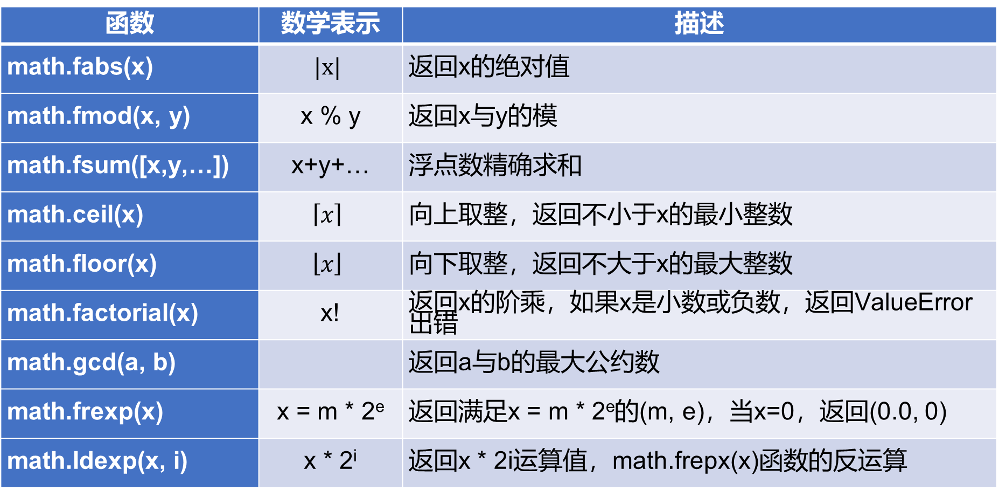 函数 数学表示 描述
math.fabs(x) |x| 返回x的绝对值
math.fmod(x, y) x % y 返回x与y的模
math.fsum([x,y,…]) x+y+… 浮点数精确求和
math.ceil(x) ⌈x⌉ 向上取整，返回不小于x的最小整数
math.floor(x) ⌊x⌋ 向下取整，返回不大于x的最大整数
math.factorial(x) x! 返回x的阶乘，如果x是小数或负数，返回ValueError
出错
math.gcd(a, b) 返回a与b的最大公约数
math.frexp(x) x = m * 2ᵉ 返回满足x = m * 2ᵉ的(m, e)，当x=0，返回(0.0, 0)
math.ldexp(x, i) x * 2ⁱ 返回x * 2i运算值，math.frepx(x)函数的反运算